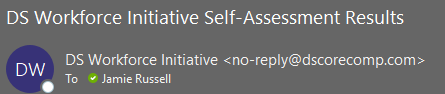 DS Workforce Initiative Self-Assessment Results
DW
DS Workforce Initiative <no-reply@dscorecomp.com>
To Jamie Russell